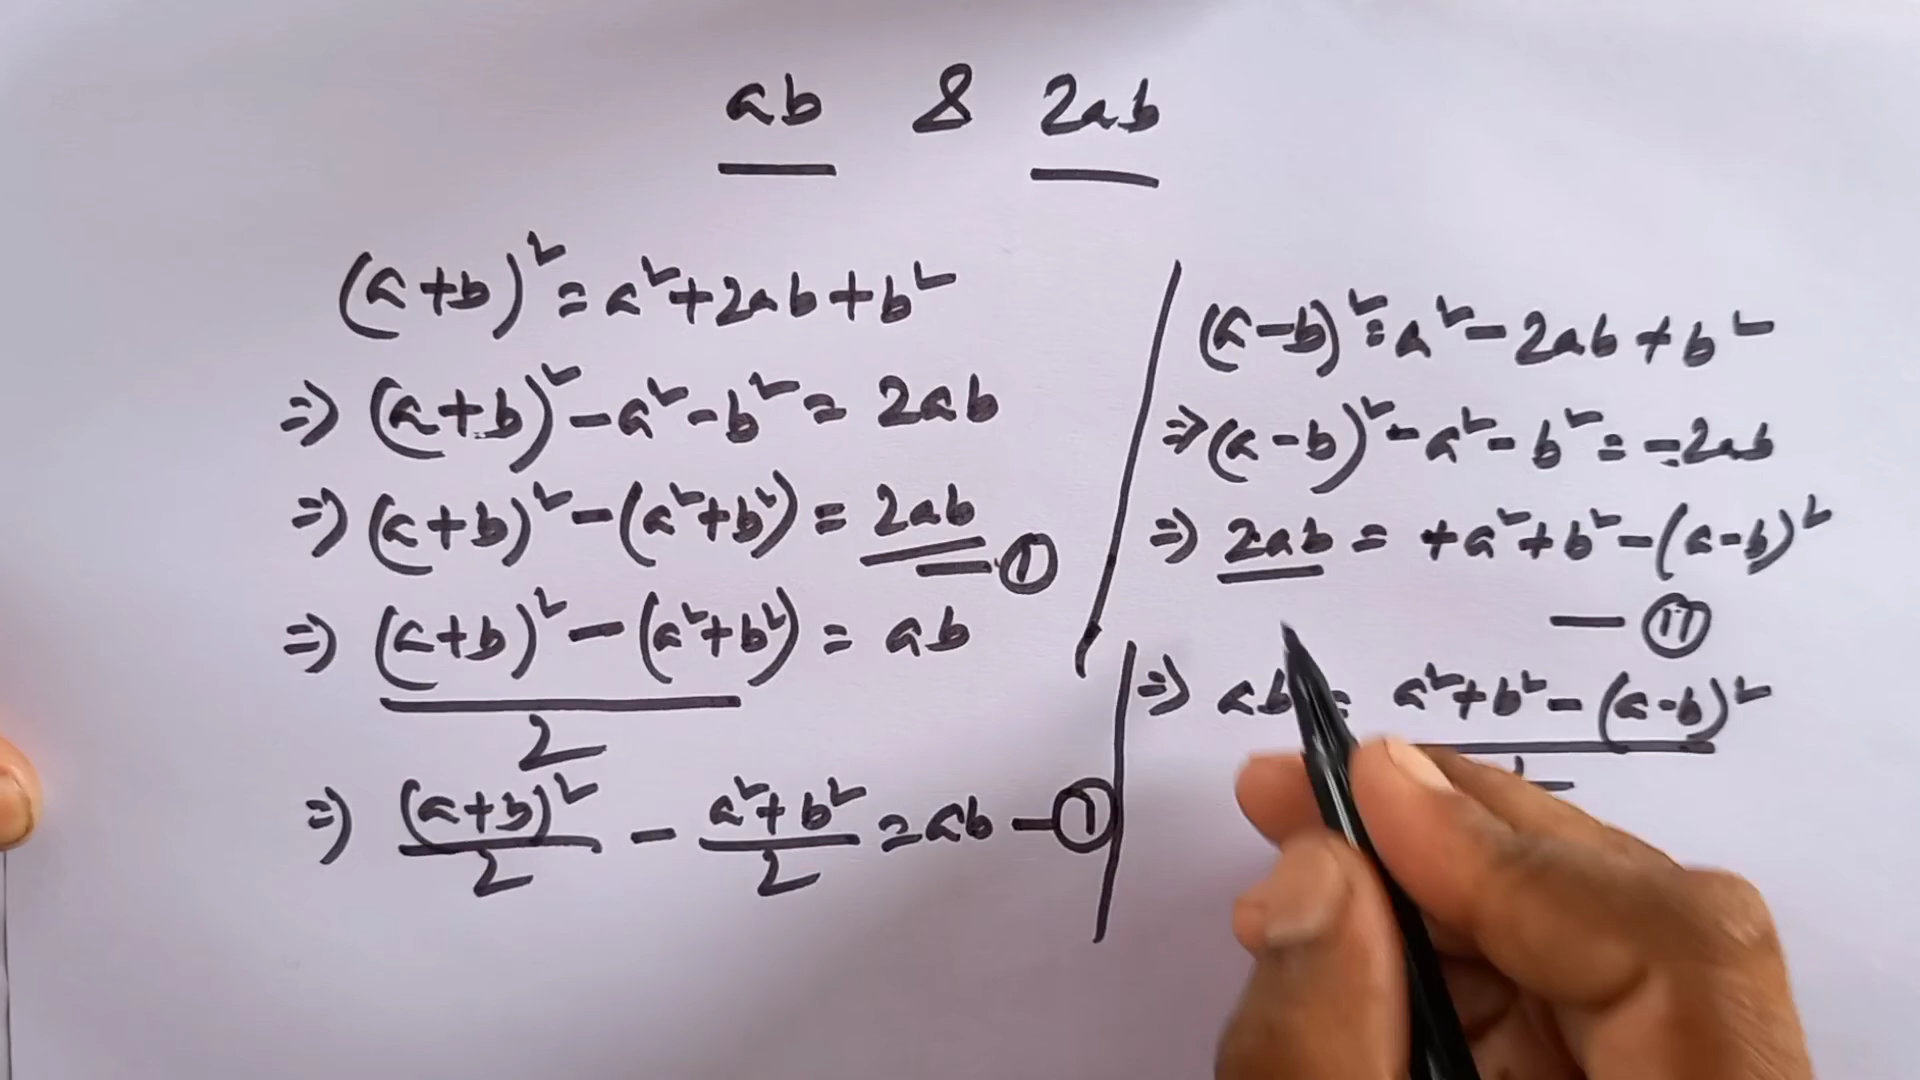 ab & 2ab
(a+b)² = a²+2ab+b²
⇒ (a+b)²-a²-b² = 2ab
⇒ (a+b)²-(a²+b²) = 2ab — ①
⇒ (a+b)²-(a²+b²) = ab
2
⇒ (a+b)²/2 - a²+b²/2 = ab — ①
(a-b)² = a²-2ab+b²
⇒ (a-b)²-a²-b² = -2ab
⇒ 2ab = +a²+b²-(a-b)²
— ⑪
⇒ ab = a²+b²-(a-b)²